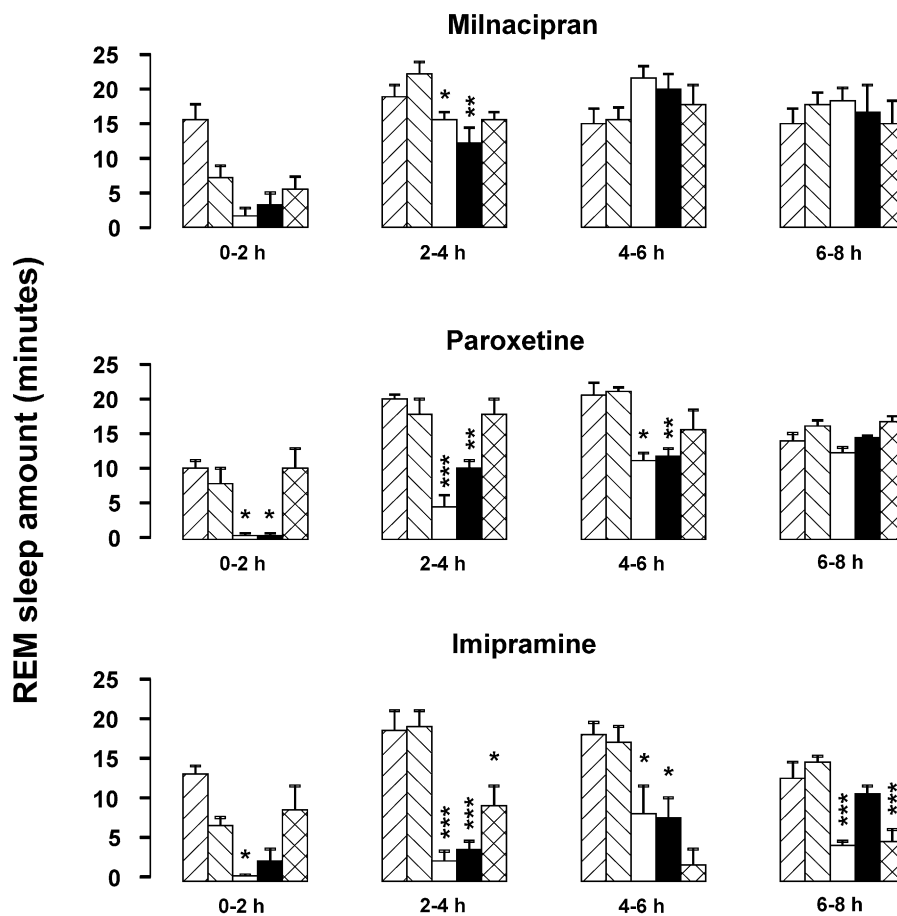 REM sleep amount (minutes)
Milnacipran
25
20
15
10
5
0
* **
0-2 h 2-4 h 4-6 h 6-8 h
Paroxetine
25
20
15
10
5
0
* * *** ** * **
0-2 h 2-4 h 4-6 h 6-8 h
Imipramine
25
20
15
10
5
0
* *** *** * * * *** ***
0-2 h 2-4 h 4-6 h 6-8 h